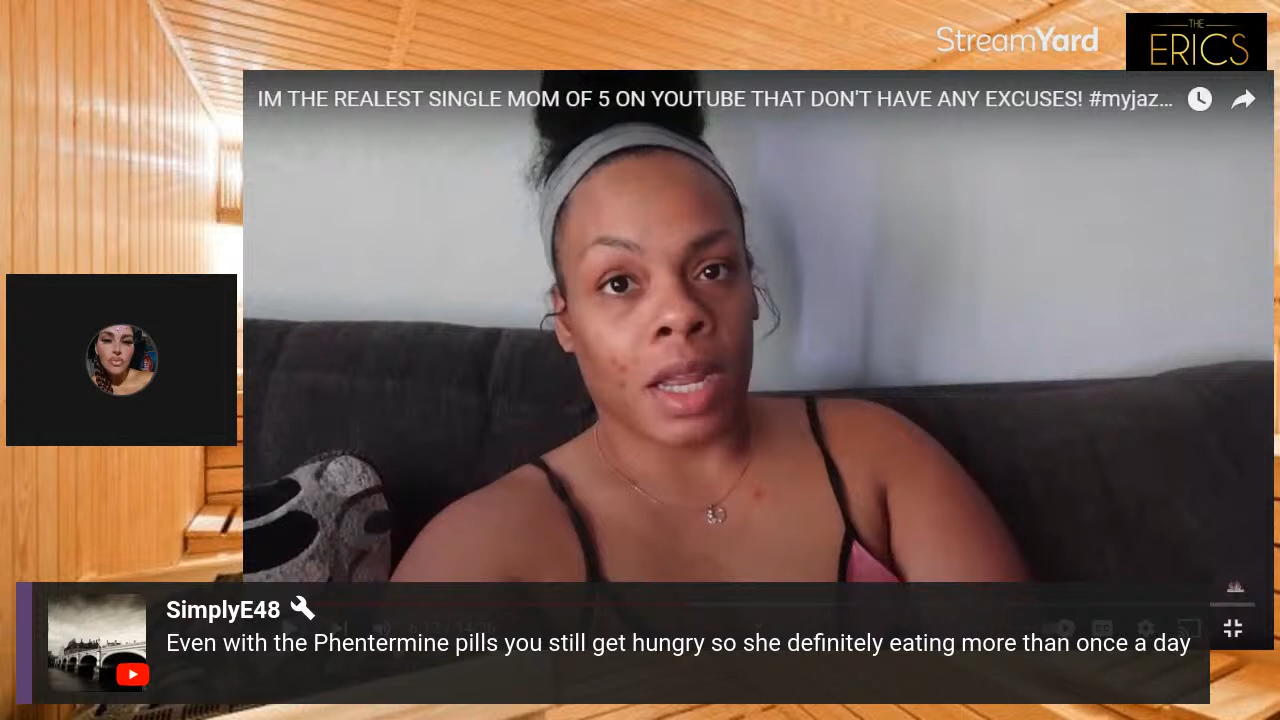 StreamYard
THE
ERICS
IM THE REALEST SINGLE MOM OF 5 ON YOUTUBE THAT DON'T HAVE ANY EXCUSES! #myjaz...
SimplyE48
Even with the Phentermine pills you still get hungry so she definitely eating more than once a day